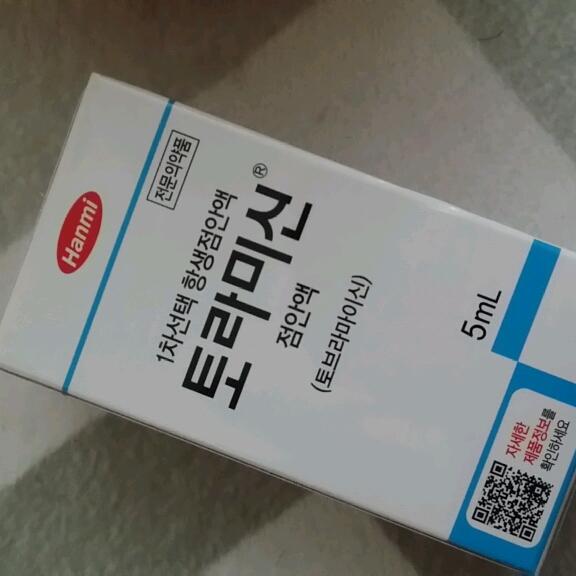 Hanmi
전문의약품
1차선택 항생점안액
토라미신®
점안액
(토브라마이신)
5mL
자세한
제품정보를
확인하세요